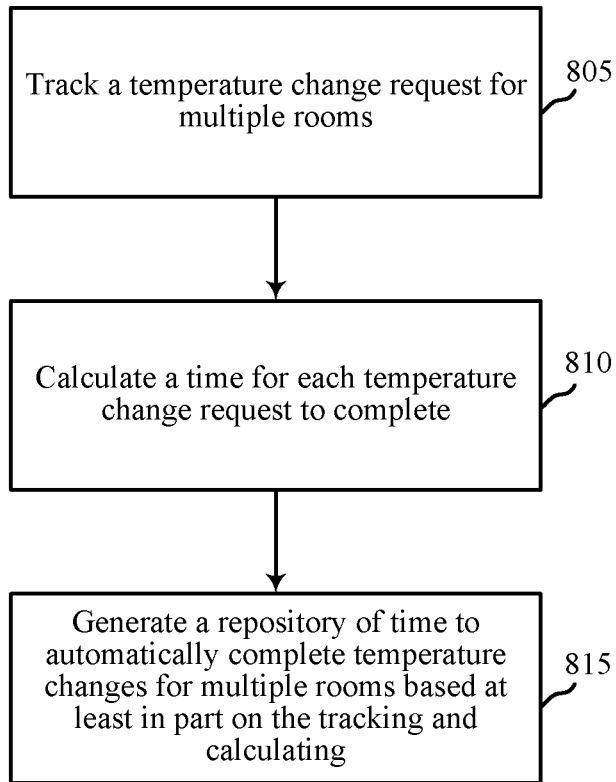 Track a temperature change request for
multiple rooms
805
Calculate a time for each temperature
change request to complete
810
Generate a repository of time to
automatically complete temperature
changes for multiple rooms based at
least in part on the tracking and
calculating
815